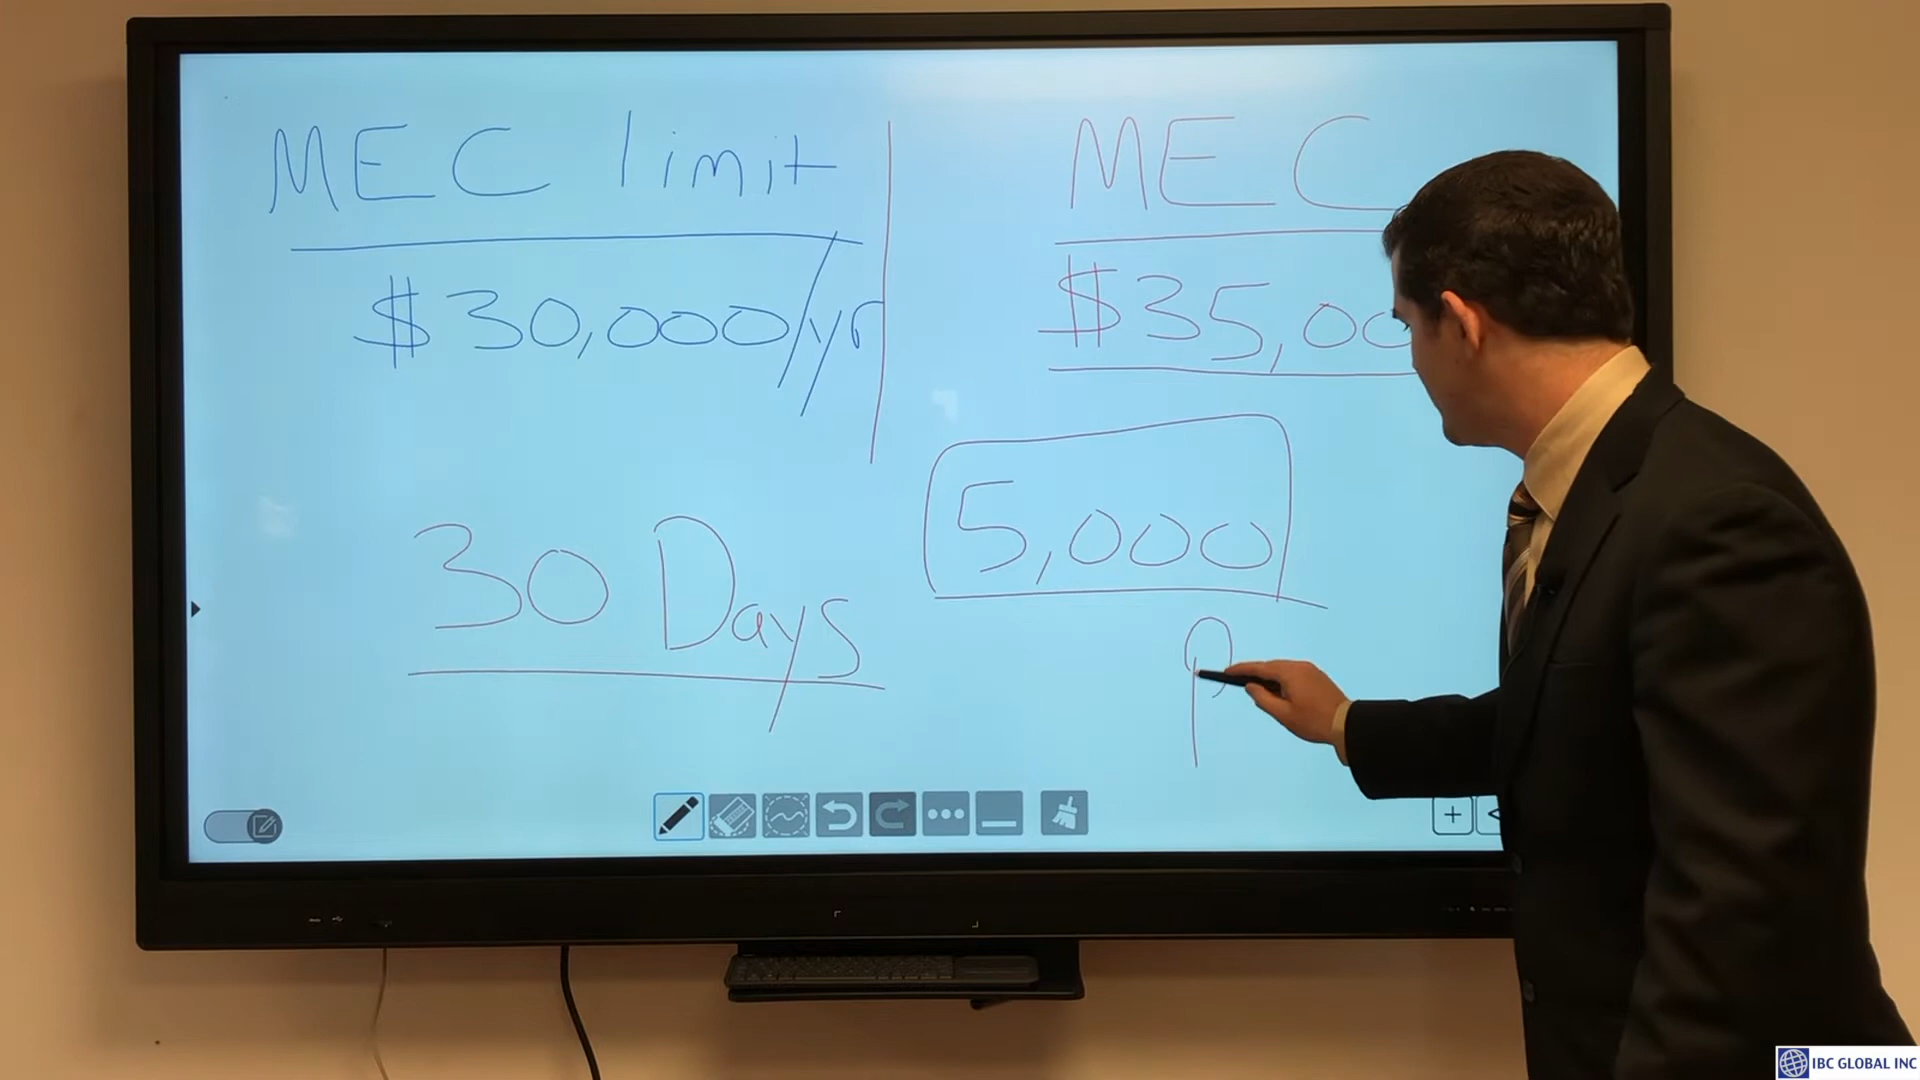 MEC limit
$30,000/yr
30 Days
MEC
$35,00
5,000
P
IBC GLOBAL INC